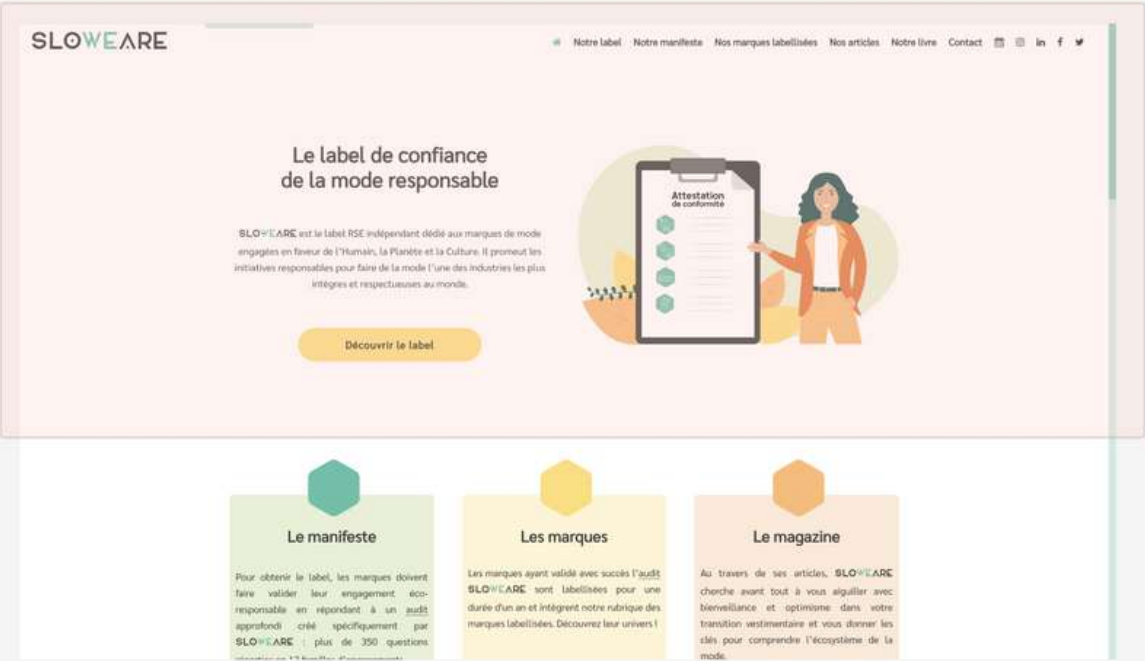 SLOWEARE
Notre label Notre manifeste Nos marques labellisées Nos articles Notre livre Contact
Le label de confiance
de la mode responsable
SLOWEARE est le label RSE indépendant dédié aux marques de mode
engagées en faveur de l'Humain, la Planète et la Culture. Il promeut les
initiatives responsables pour faire de la mode l'une des industries les plus
intègres et respectueuses au monde.
Découvrir le label
Attestation
de conformité
Le manifeste
Pour obtenir le label, les marques doivent
faire valider leur engagement éco-
responsable en répondant à un audit
approfondi créé spécifiquement par
SLOWEARE : plus de 350 questions
Les marques
Les marques ayant validé avec succès l'audit
SLOWEARE sont labellisées pour une
durée d'un an et intègrent notre rubrique des
marques labellisées. Découvrez leur univers !
Le magazine
Au travers de ses articles, SLOWEARE
cherche avant tout à vous aiguiller avec
bienveillance et optimisme dans votre
transition vestimentaire et vous donner les
clés pour comprendre l'écosystème de la
mode.